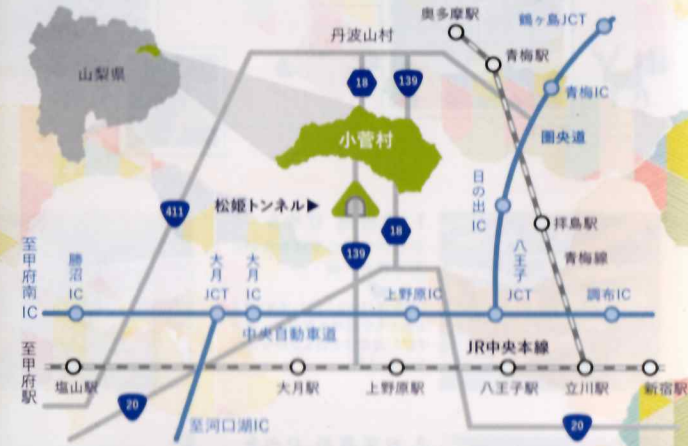 奥多摩駅
鶴ヶ島JCT
丹波山村
青梅駅
山梨県
18
139
青梅IC
圏央道
小菅村
日の出IC
松姫トンネル▶
411
拝島駅
18
139
青梅線
八王子JCT
至甲府南IC
勝沼IC
大月JCT
大月IC
上野原IC
調布IC
中央自動車道
JR中央本線
至甲府駅
塩山駅
大月駅
上野原駅
八王子駅
立川駅
新宿駅
20
至河口湖IC
20